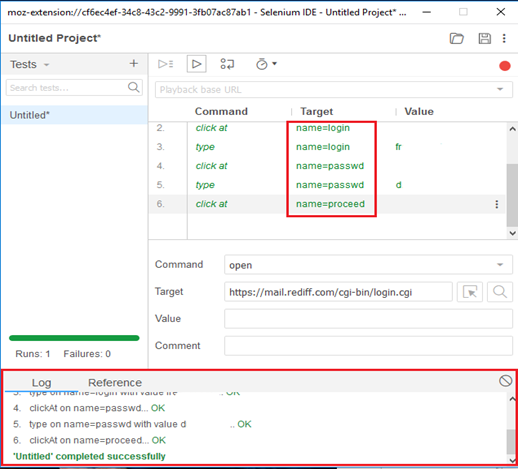 moz-extension://cf6ec4ef-34c8-43c2-9991-3fb07ac87ab1 - Selenium IDE - Untitled Project* ...
Untitled Project*
Tests
Search tests...
Untitled*
Playback base URL
Command Target Value
2. click at name=login
3. type name=login fr
4. click at name=passwd
5. type name=passwd d
6. click at name=proceed
Command open
Target https://mail.rediff.com/cgi-bin/login.cgi
Value
Comment
Runs: 1 Failures: 0
Log Reference
3. type on name=login with value .. OK
4. clickAt on name=passwd... OK
5. type on name=passwd with value d .. OK
6. clickAt on name=proceed... OK
'Untitled' completed successfully